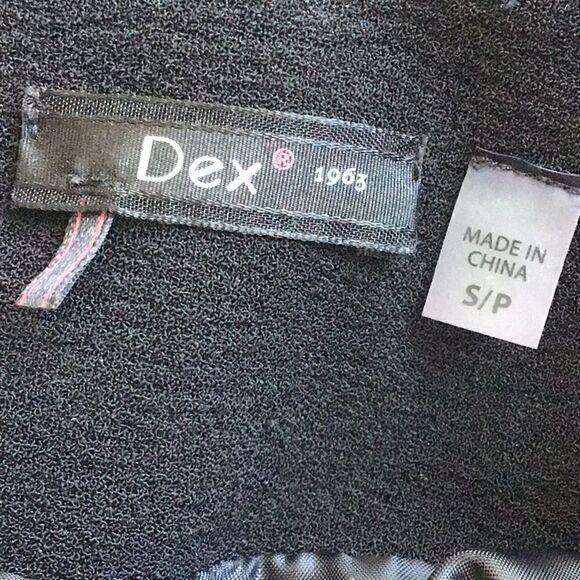 Dex® 1963
MADE IN
CHINA
S/P